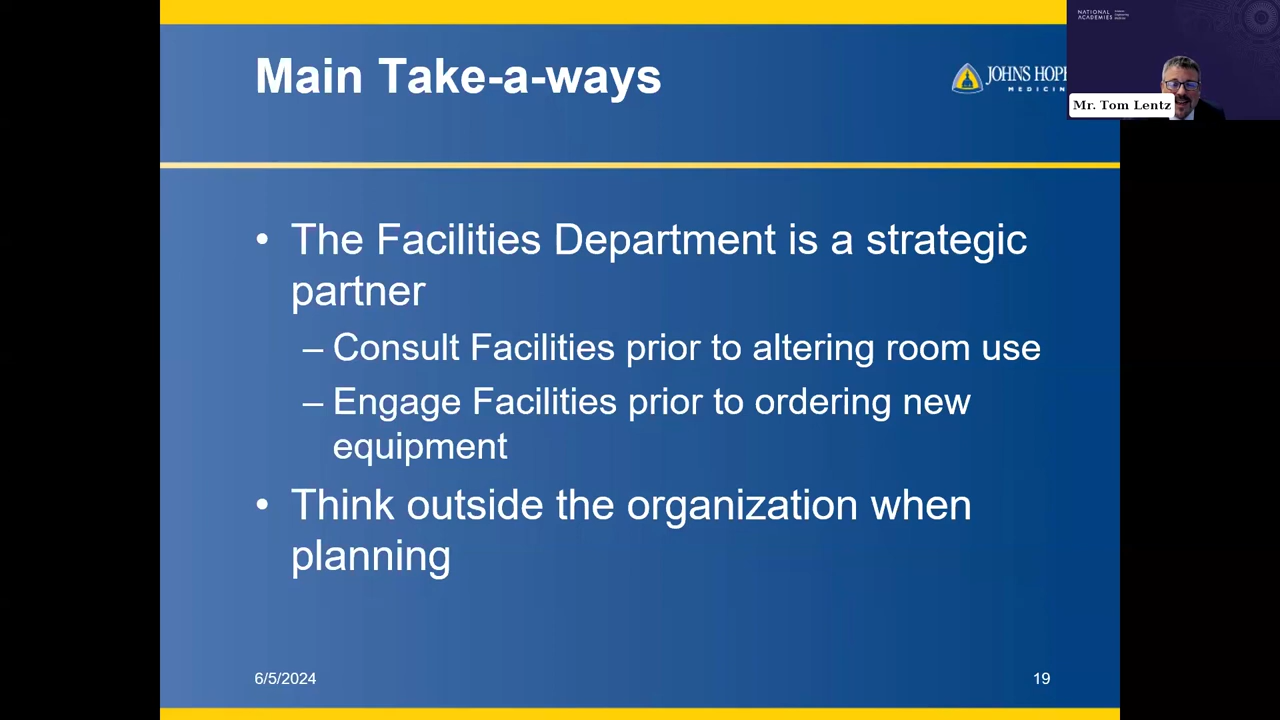 Main Take-a-ways
JOHNS HOPK
MEDICIN
NATIONAL
ACADEMIES
Mr. Tom Lentz
• The Facilities Department is a strategic
partner
– Consult Facilities prior to altering room use
– Engage Facilities prior to ordering new
equipment
• Think outside the organization when
planning
6/5/2024
19